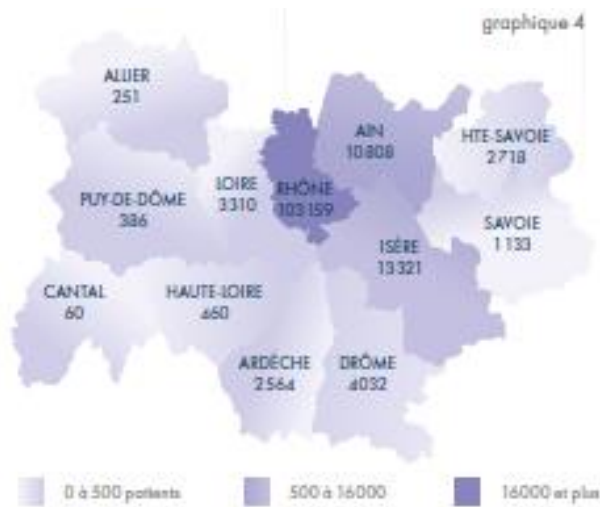 graphique 4
ALLIER
251
AIN
10808
HTE-SAVOIE
2718
PUY-DE-DÔME
386
LOIRE
3310
RHÔNE
103159
SAVOIE
1133
ISÈRE
13321
CANTAL
60
HAUTE-LOIRE
460
ARDÈCHE
2564
DRÔME
4032
0 à 500 patients
500 à 16000
16000 et plus